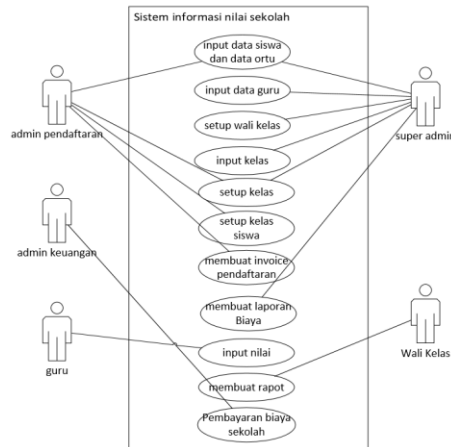 Sistem informasi nilai sekolah
input data siswa
dan data ortu
input data guru
admin pendaftaran
super admin
setup wali kelas
input kelas
setup kelas
setup kelas
siswa
admin keuangan
membuat invoice
pendaftaran
membuat laporan
Biaya
input nilai
guru
Wali Kelas
membuat rapot
Pembayaran biaya
sekolah